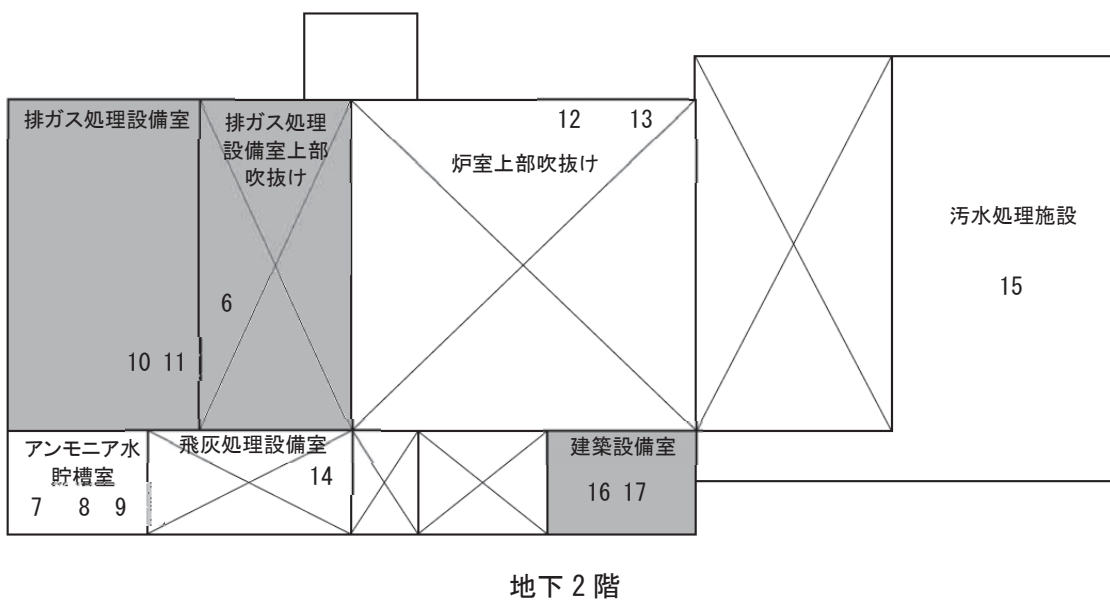 排ガス処理設備室
排ガス処理
設備室上部
吹抜け
12 13
炉室上部吹抜け
汚水処理施設
15
6
10 11
アンモニア水
貯槽室
7 8 9
飛灰処理設備室
14
建築設備室
16 17
地下2階